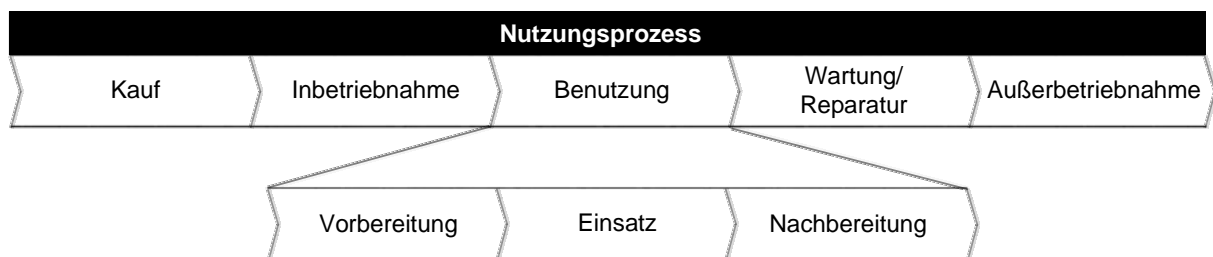 Nutzungsprozess
Kauf
Inbetriebnahme
Benutzung
Wartung/
Reparatur
Außerbetriebnahme
Vorbereitung
Einsatz
Nachbereitung